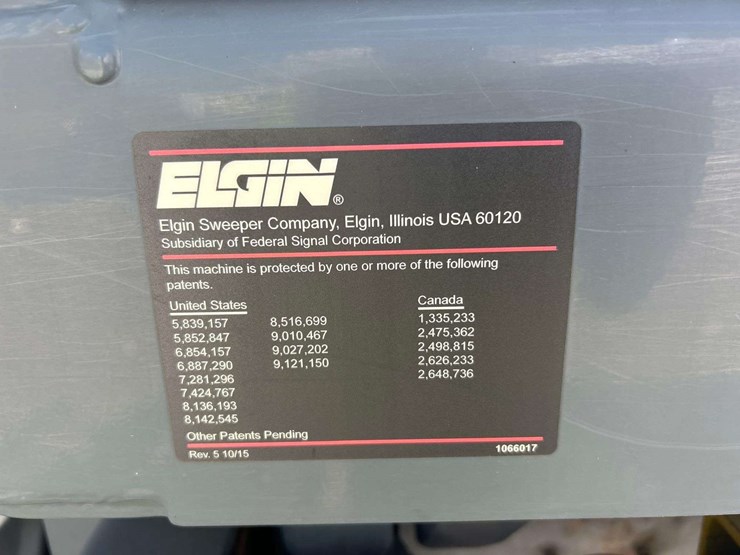 ELGIN®
Elgin Sweeper Company, Elgin, Illinois USA 60120
Subsidiary of Federal Signal Corporation
This machine is protected by one or more of the following
patents.
United States
5,839,157
5,852,847
6,854,157
6,887,290
7,281,296
7,424,767
8,136,193
8,142,545
8,516,699
9,010,467
9,027,202
9,121,150
Canada
1,335,233
2,475,362
2,498,815
2,626,233
2,648,736
Other Patents Pending
Rev. 5 10/15
1066017